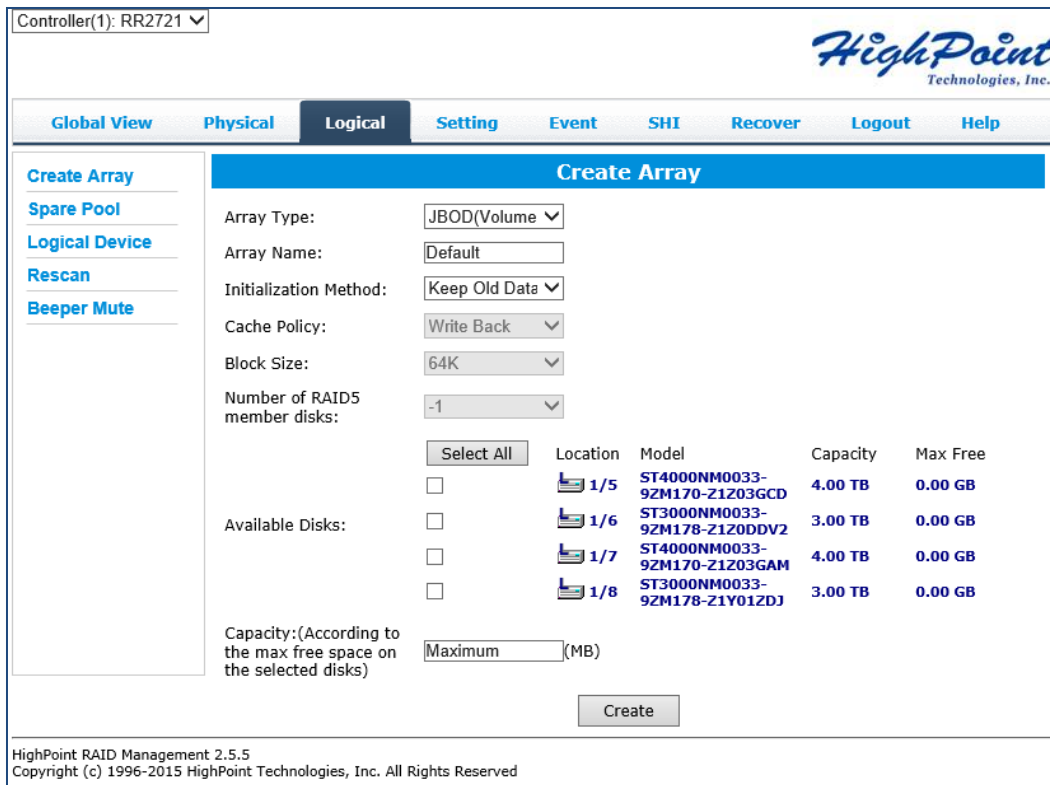 Controller(1): RR2721
HighPoint
Technologies, Inc.
Global View Physical Logical Setting Event SHI Recover Logout Help
Create Array
Spare Pool
Logical Device
Rescan
Beeper Mute
Create Array
Array Type: JBOD(Volume
Array Name: Default
Initialization Method: Keep Old Data
Cache Policy: Write Back
Block Size: 64K
Number of RAID5
member disks: -1
Select All Location Model Capacity Max Free
Available Disks:
1/5 ST4000NM0033-
9ZM170-Z1Z03GCD 4.00 TB 0.00 GB
1/6 ST3000NM0033-
9ZM178-Z1Z0DDV2 3.00 TB 0.00 GB
1/7 ST4000NM0033-
9ZM170-Z1Z03GAM 4.00 TB 0.00 GB
1/8 ST3000NM0033-
9ZM178-Z1Y01ZDJ 3.00 TB 0.00 GB
Capacity:(According to
the max free space on
the selected disks) Maximum (MB)
Create
HighPoint RAID Management 2.5.5
Copyright (c) 1996-2015 HighPoint Technologies, Inc. All Rights Reserved